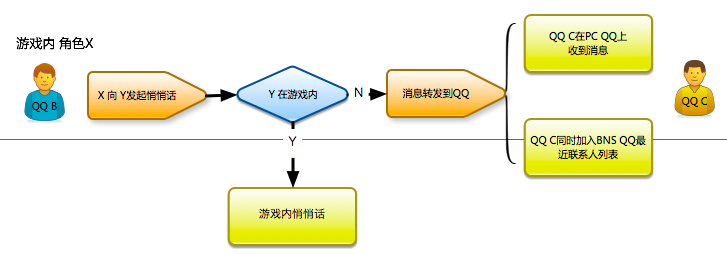 游戏内 角色X
QQ B
X 向 Y发起悄悄话
Y 在游戏内
N
消息转发到QQ
QQ C在PC QQ上
收到消息
QQ C
QQ C同时加入BNS QQ最
近联系人列表
Y
游戏内悄悄话